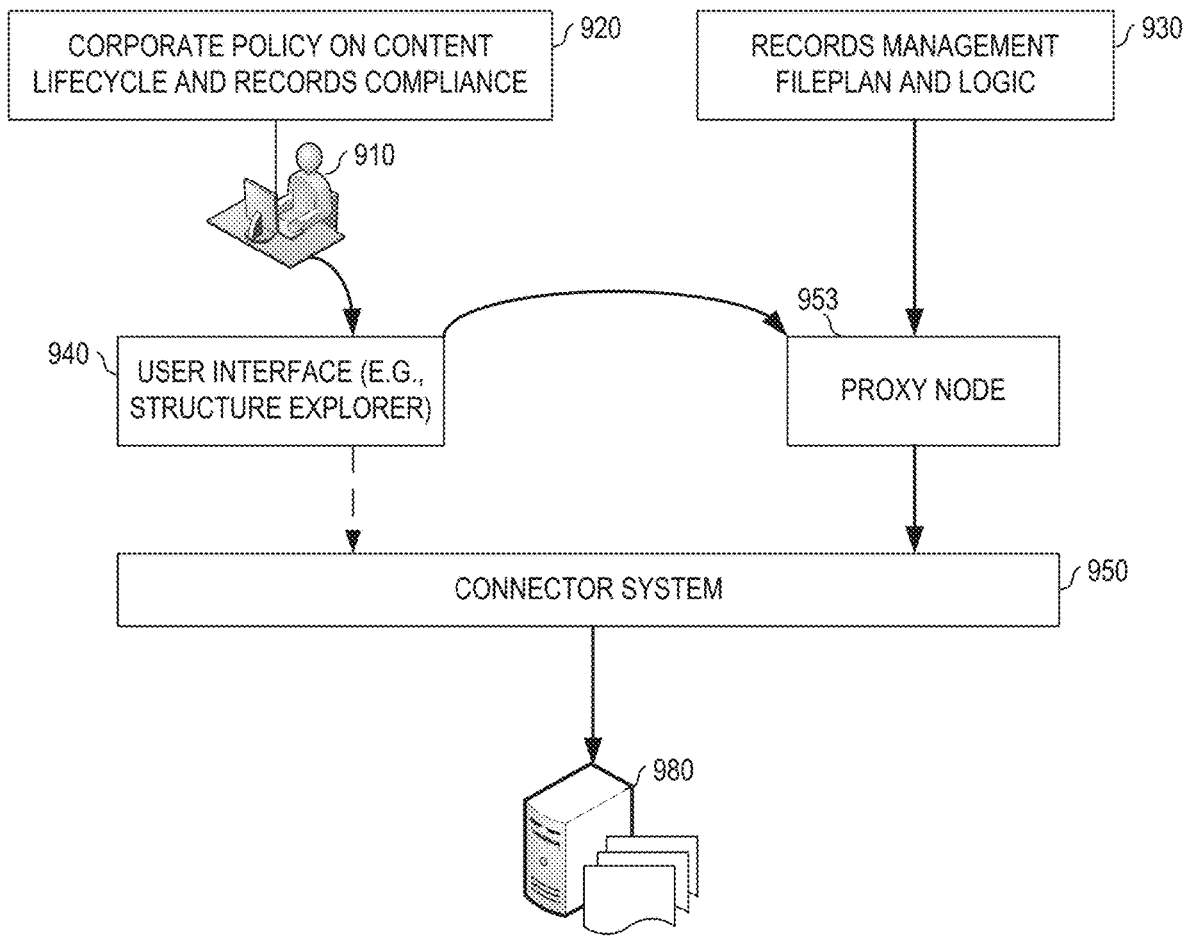 CORPORATE POLICY ON CONTENT
LIFECYCLE AND RECORDS COMPLIANCE
920
RECORDS MANAGEMENT
FILEPLAN AND LOGIC
930
910
953
940
USER INTERFACE (E.G.,
STRUCTURE EXPLORER)
PROXY NODE
CONNECTOR SYSTEM
950
980